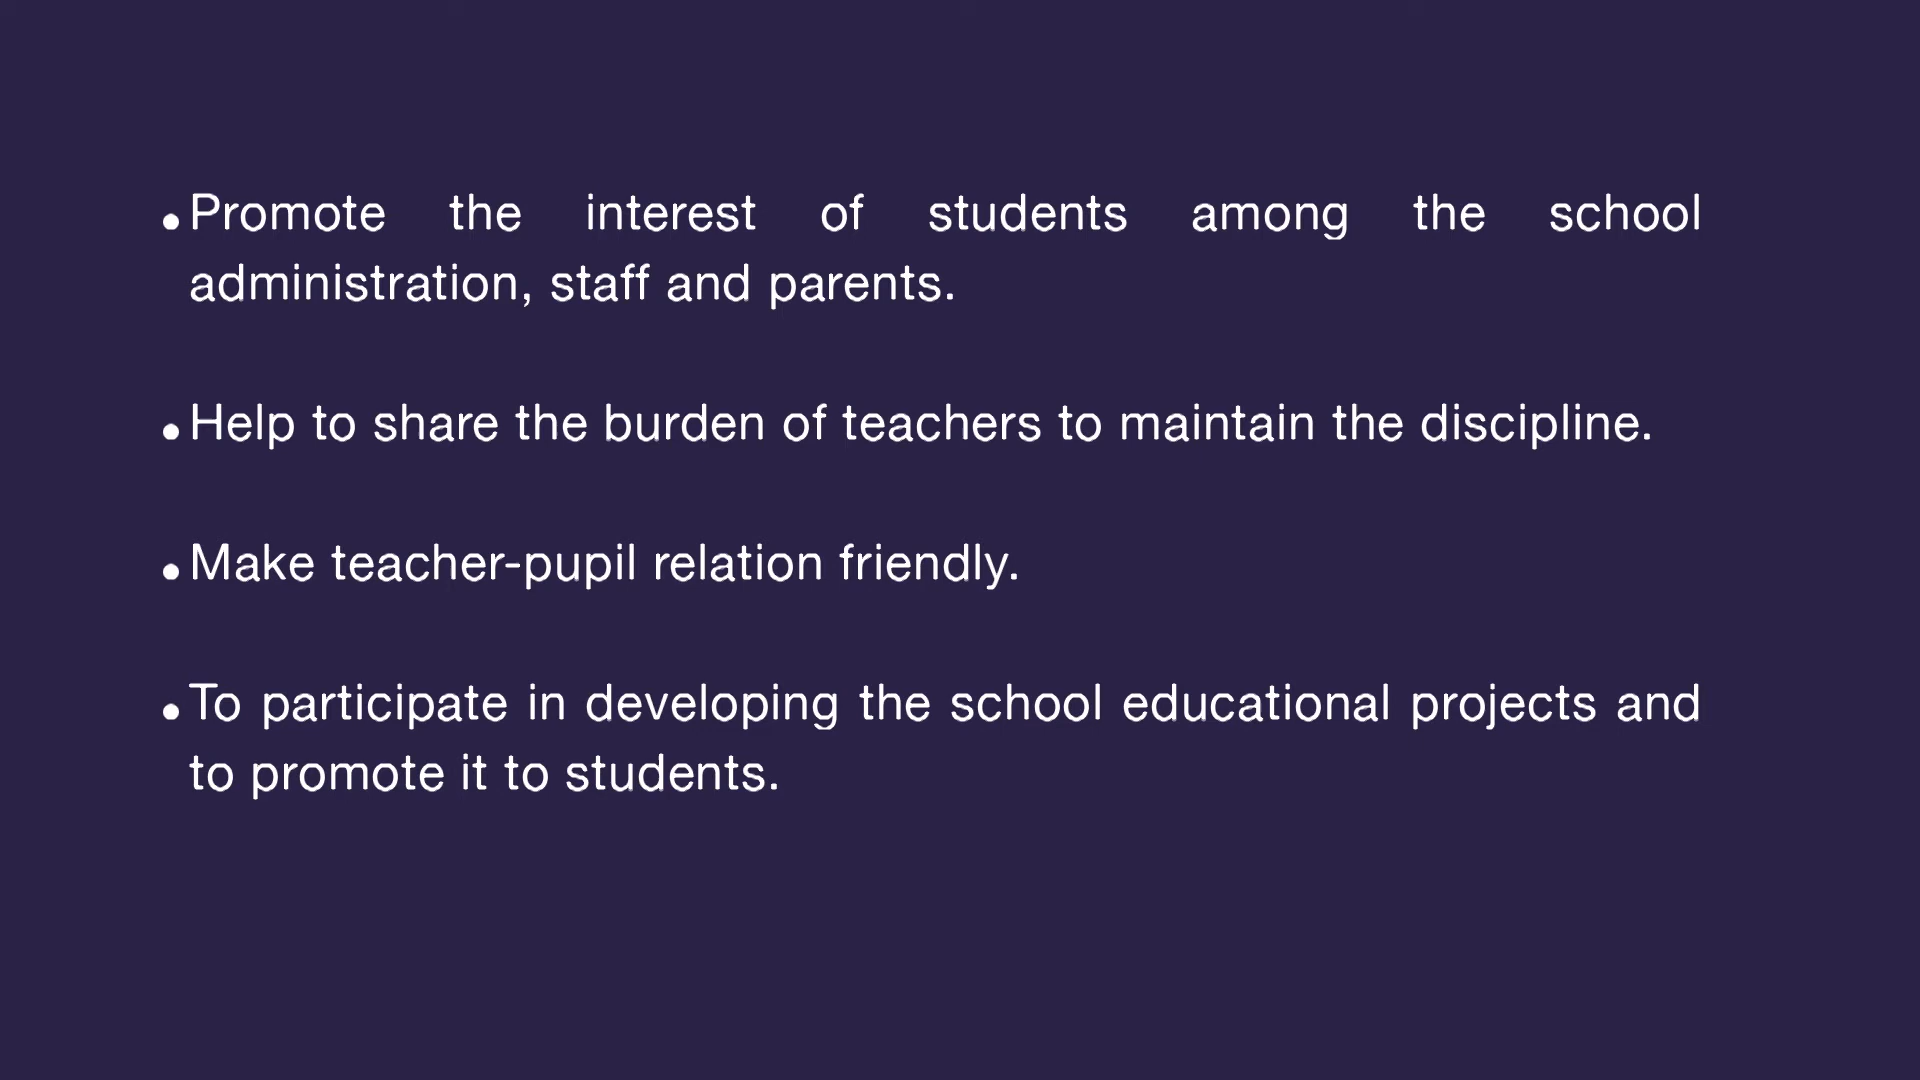 •Promote the interest of students among the school
administration, staff and parents.
•Help to share the burden of teachers to maintain the discipline.
•Make teacher-pupil relation friendly.
•To participate in developing the school educational projects and
to promote it to students.